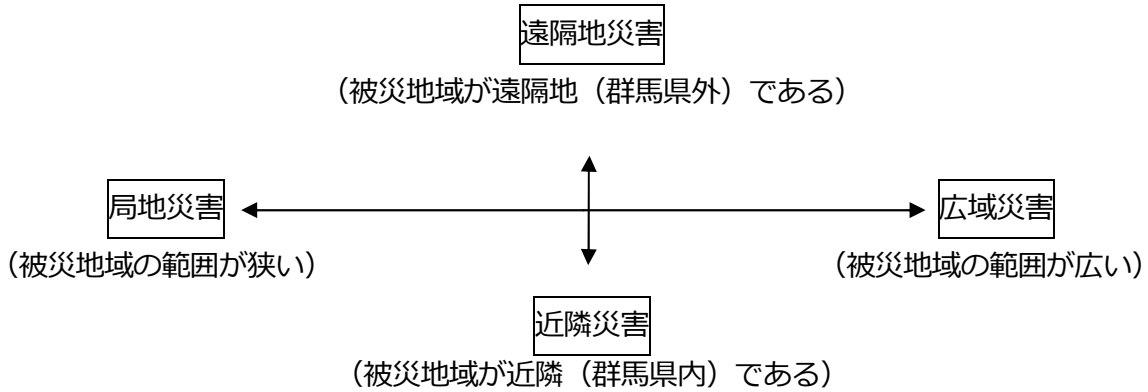 遠隔地災害
（被災地域が遠隔地（群馬県外）である）
局地災害
広域災害
（被災地域の範囲が狭い）
（被災地域の範囲が広い）
近隣災害
（被災地域が近隣（群馬県内）である）